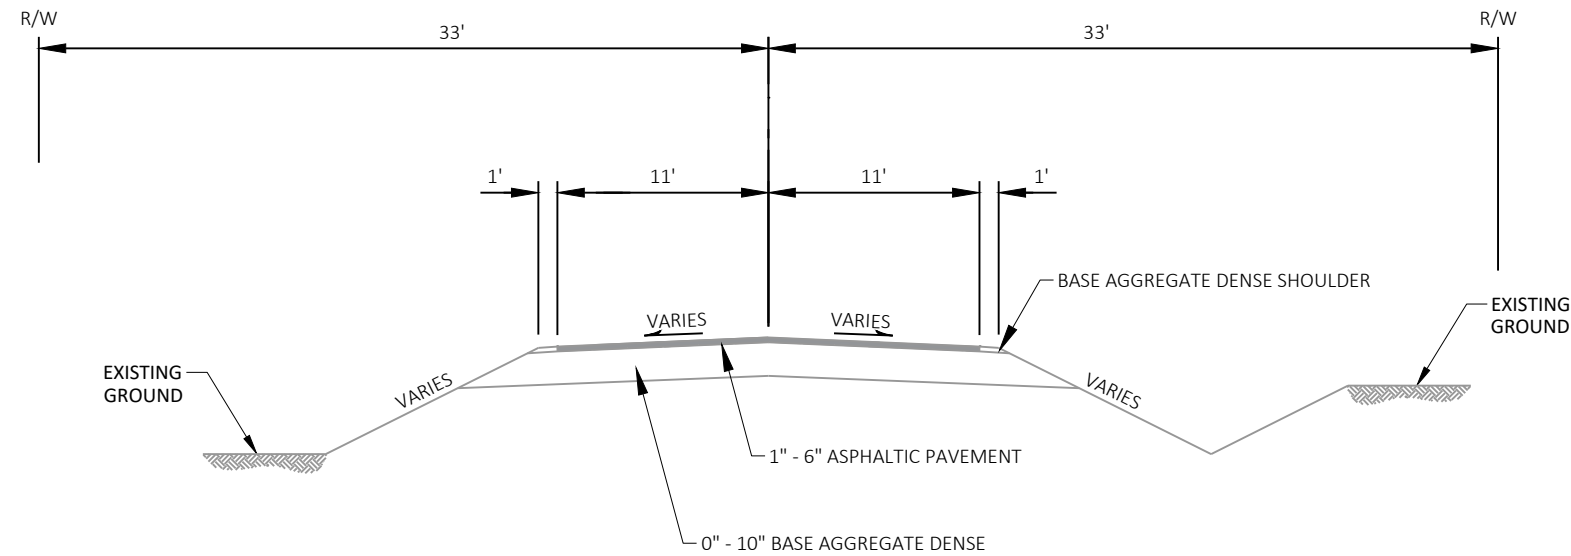 R/W
R/W
33'
33'
1'
11'
11'
1'
BASE AGGREGATE DENSE SHOULDER
EXISTING
GROUND
VARIES
VARIES
EXISTING
GROUND
VARIES
VARIES
1" - 6" ASPHALTIC PAVEMENT
0" - 10" BASE AGGREGATE DENSE